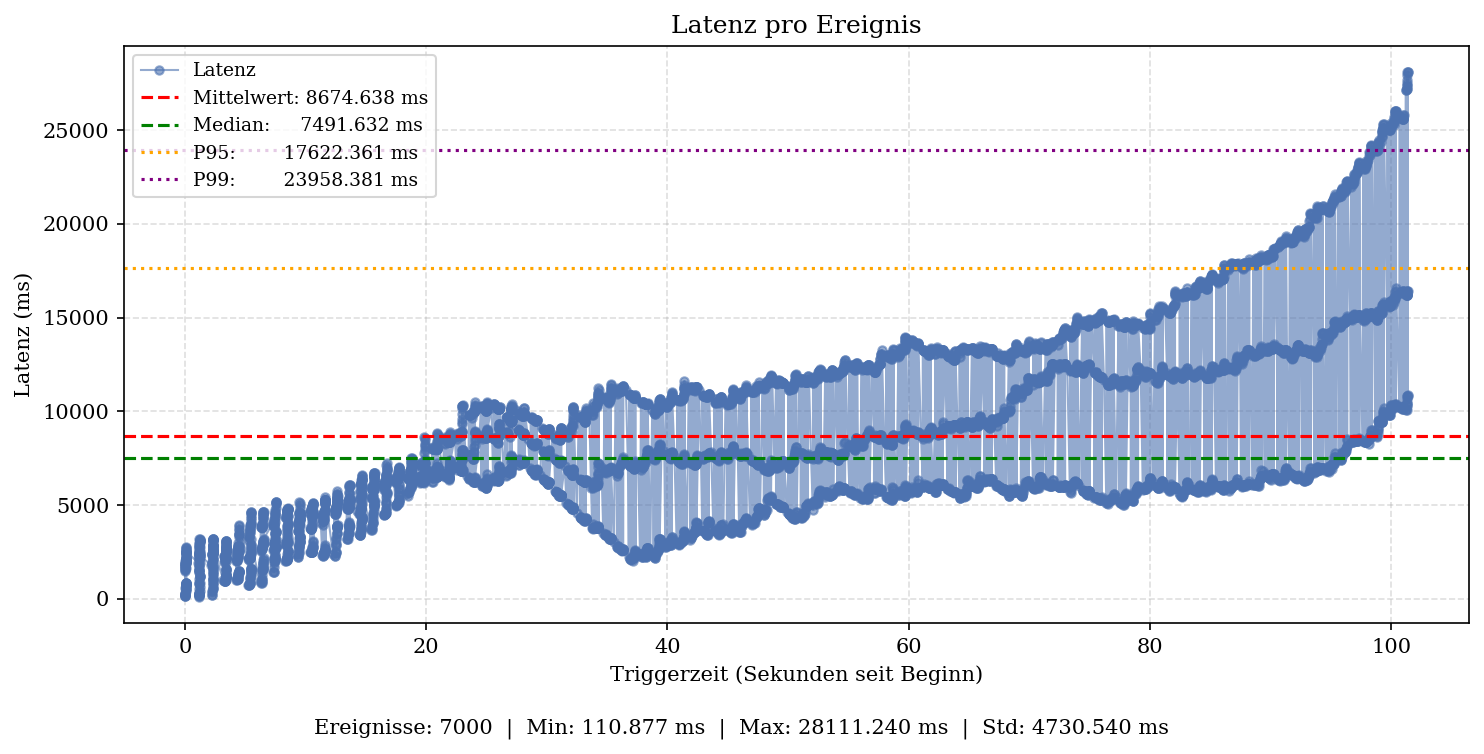 Latenz pro Ereignis
Latenz
Mittelwert: 8674.638 ms
Median: 7491.632 ms
P95: 17622.361 ms
P99: 23958.381 ms
Latenz (ms)
25000
20000
15000
10000
5000
0
0 20 40 60 80 100
Triggerzeit (Sekunden seit Beginn)
Ereignisse: 7000 | Min: 110.877 ms | Max: 28111.240 ms | Std: 4730.540 ms